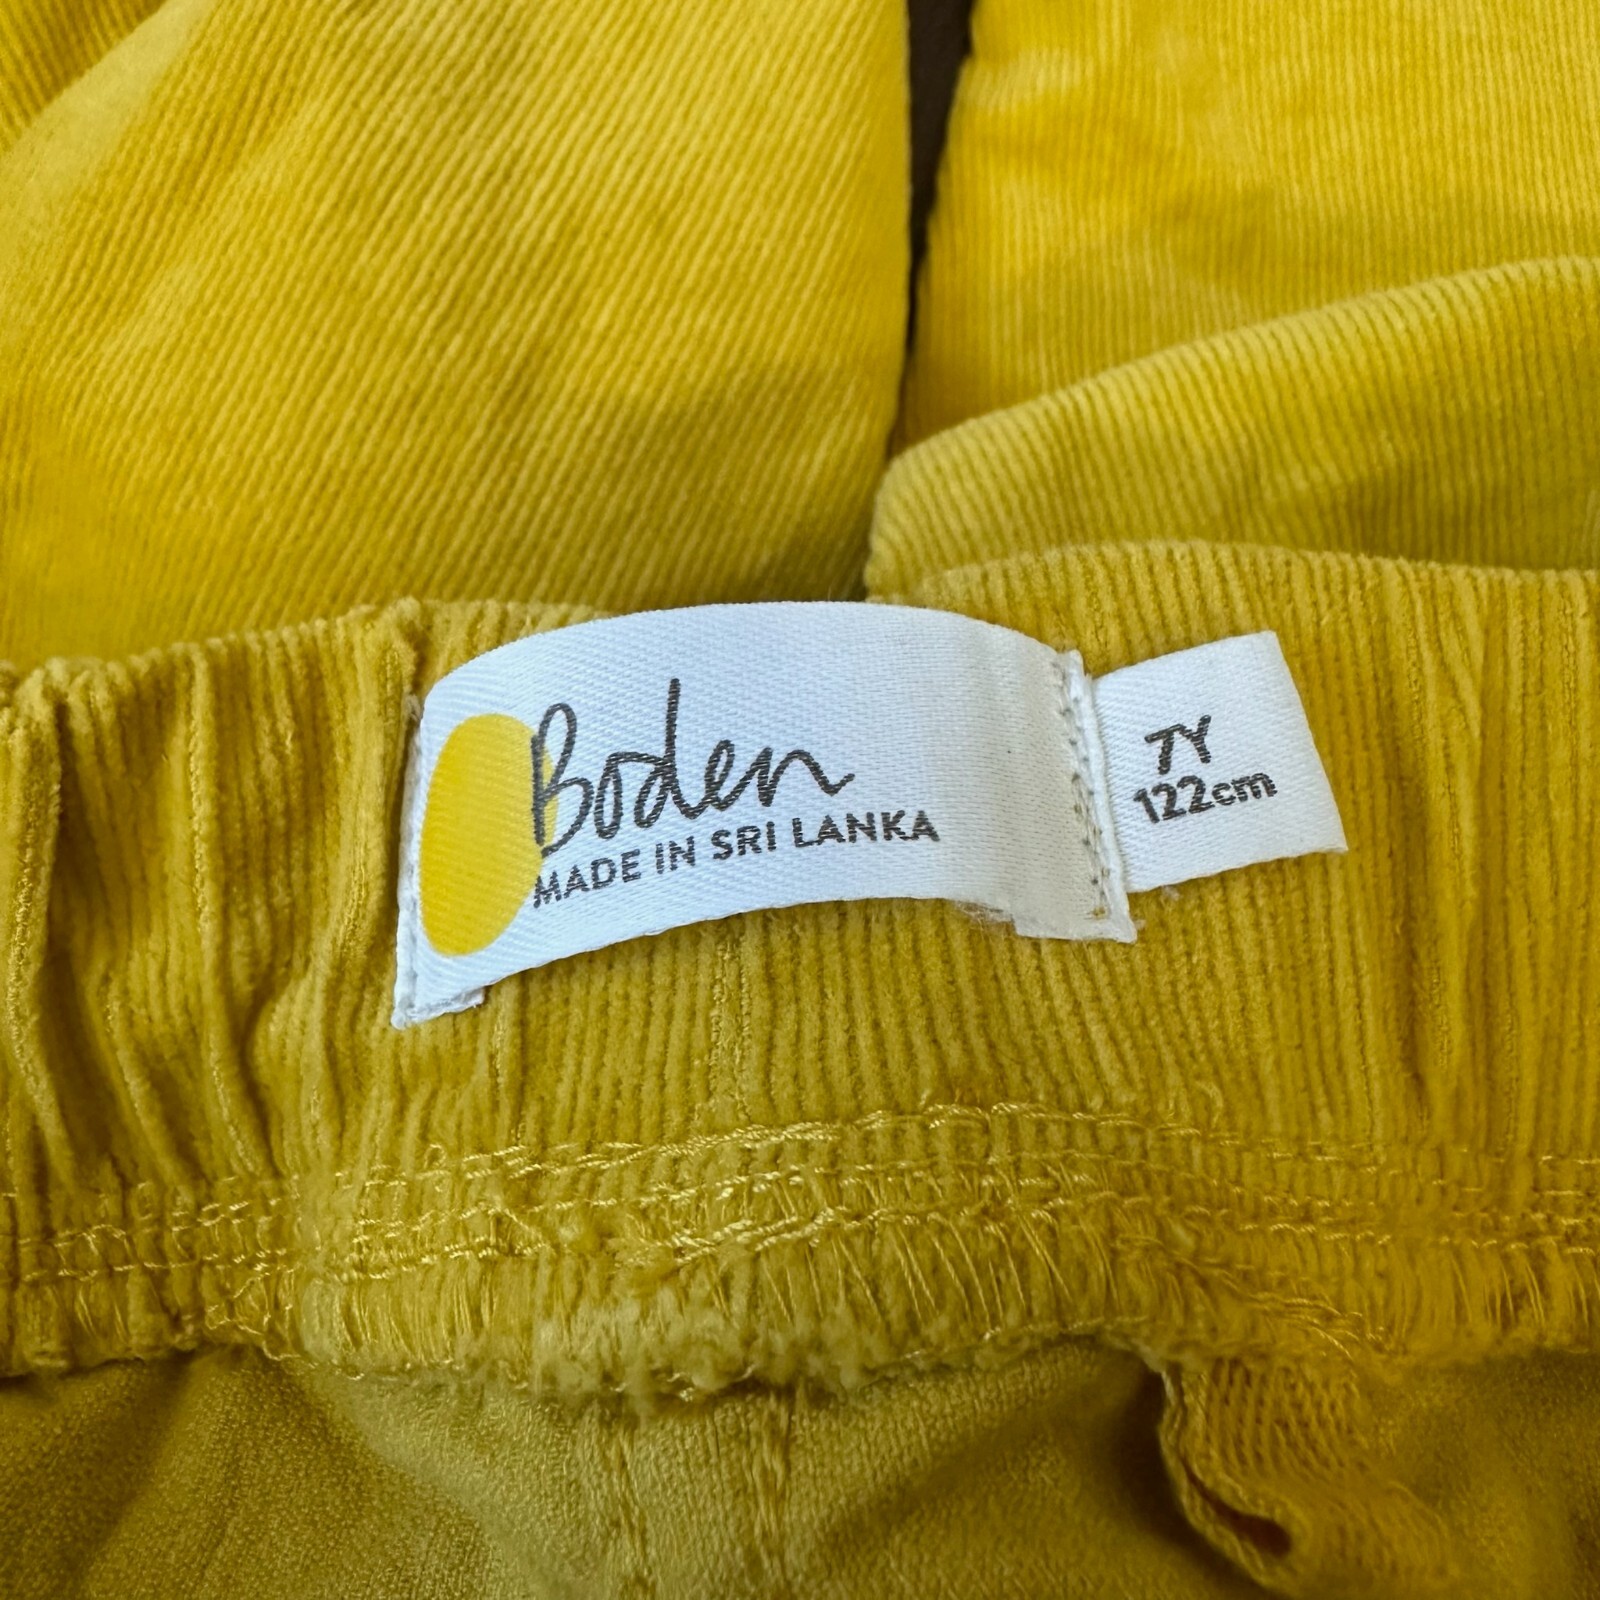 Boden
MADE IN SRI LANKA
7Y
122cm